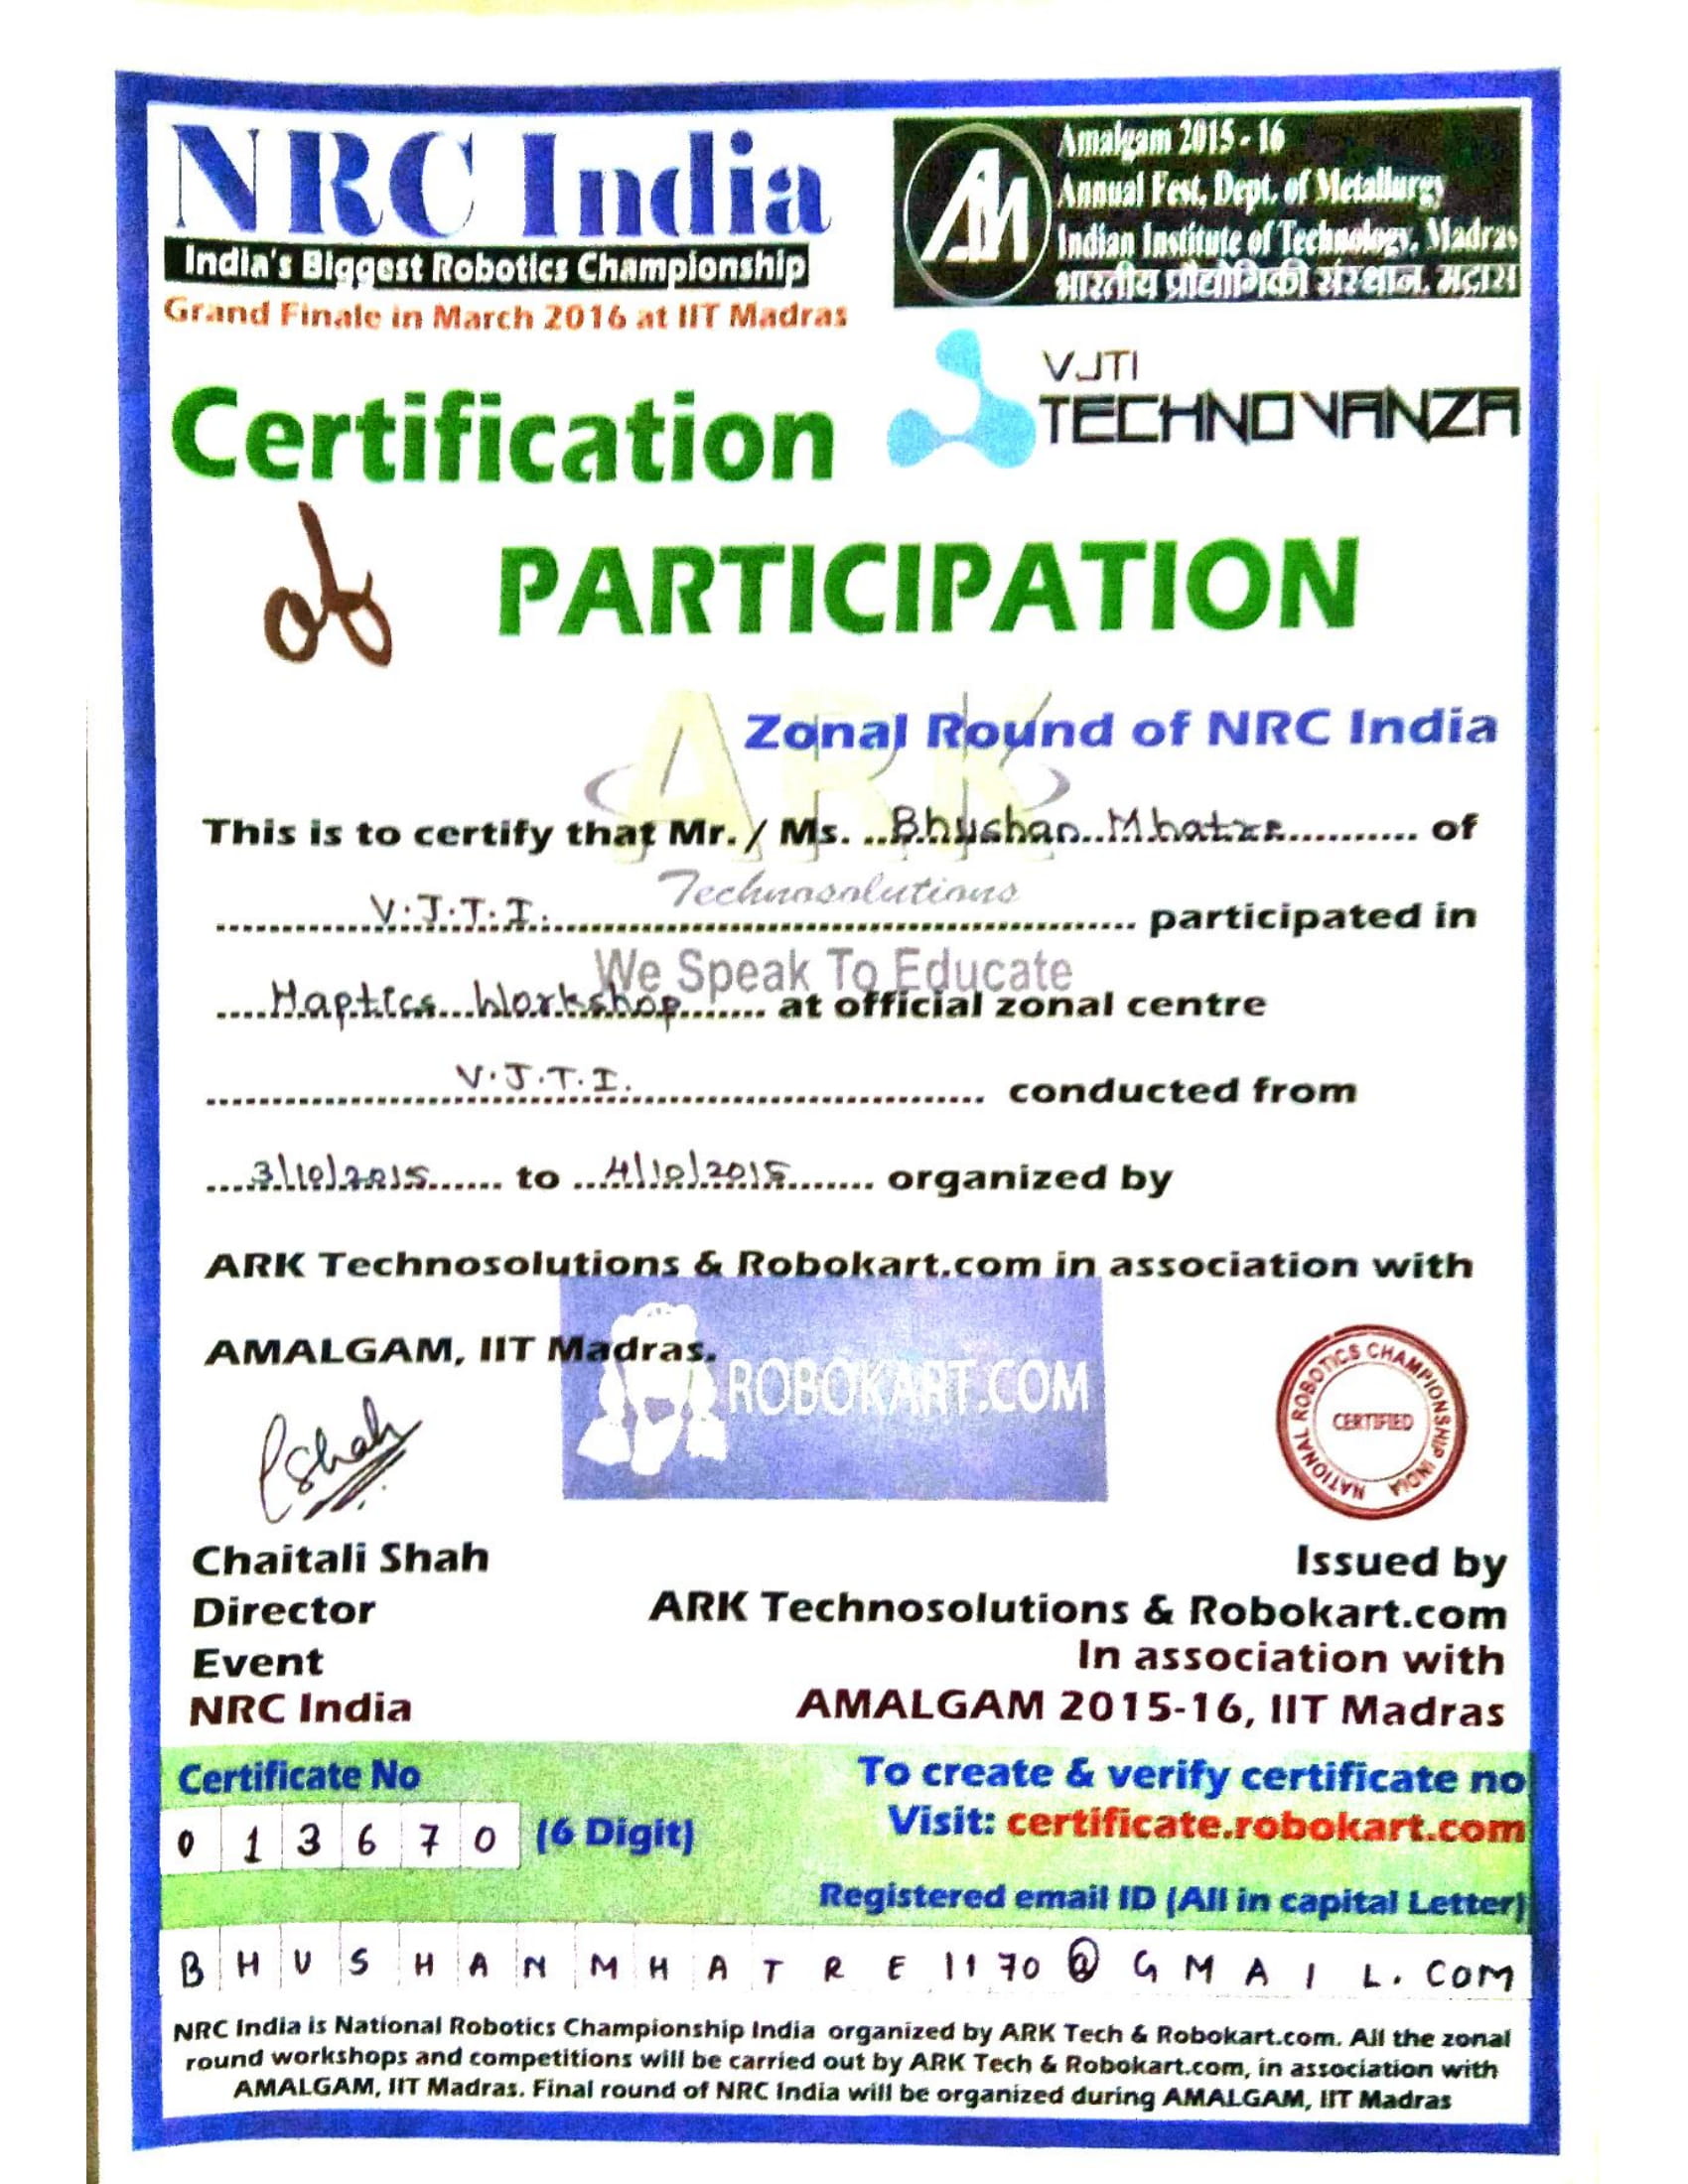 NRC India
India's Biggest Robotics Championship
Grand Finale in March 2016 at IIT Madras
AM
Amalgam 2015 - 16
Annual Fest, Dept. of Metallurgy
Indian Institute of Technology, Madras
भारतीय प्रौद्योगिकी संस्थान, मद्रास
VJTI
TECHNOVANZA
Certification
of PARTICIPATION
Zonal Round of NRC India
ARK
Technosolutions
We Speak To Educate
This is to certify that Mr. / Ms. ..Bhushan..Mhatre.......... of
V.J.T.I. participated in
....Haptics...Workshop....... at official zonal centre
V.J.T.I. conducted from
....3/10/2015...... to ...4/10/2015....... organized by
ARK Technosolutions & Robokart.com in association with
AMALGAM, IIT Madras.
ROBOKART.COM
NATIONAL ROBOTICS CHAMPIONSHIP INDIA
CERTIFIED
CShah
Chaitali Shah
Director
Event
NRC India
Issued by
ARK Technosolutions & Robokart.com
In association with
AMALGAM 2015-16, IIT Madras
Certificate No
0 1 3 6 7 0 (6 Digit)
To create & verify certificate no
Visit: certificate.robokart.com
Registered email ID (All in capital Letter)
BHUSHANMHATRE1170@GMAIL.COM
NRC India is National Robotics Championship India organized by ARK Tech & Robokart.com. All the zonal
round workshops and competitions will be carried out by ARK Tech & Robokart.com, in association with
AMALGAM, IIT Madras. Final round of NRC India will be organized during AMALGAM, IIT Madras